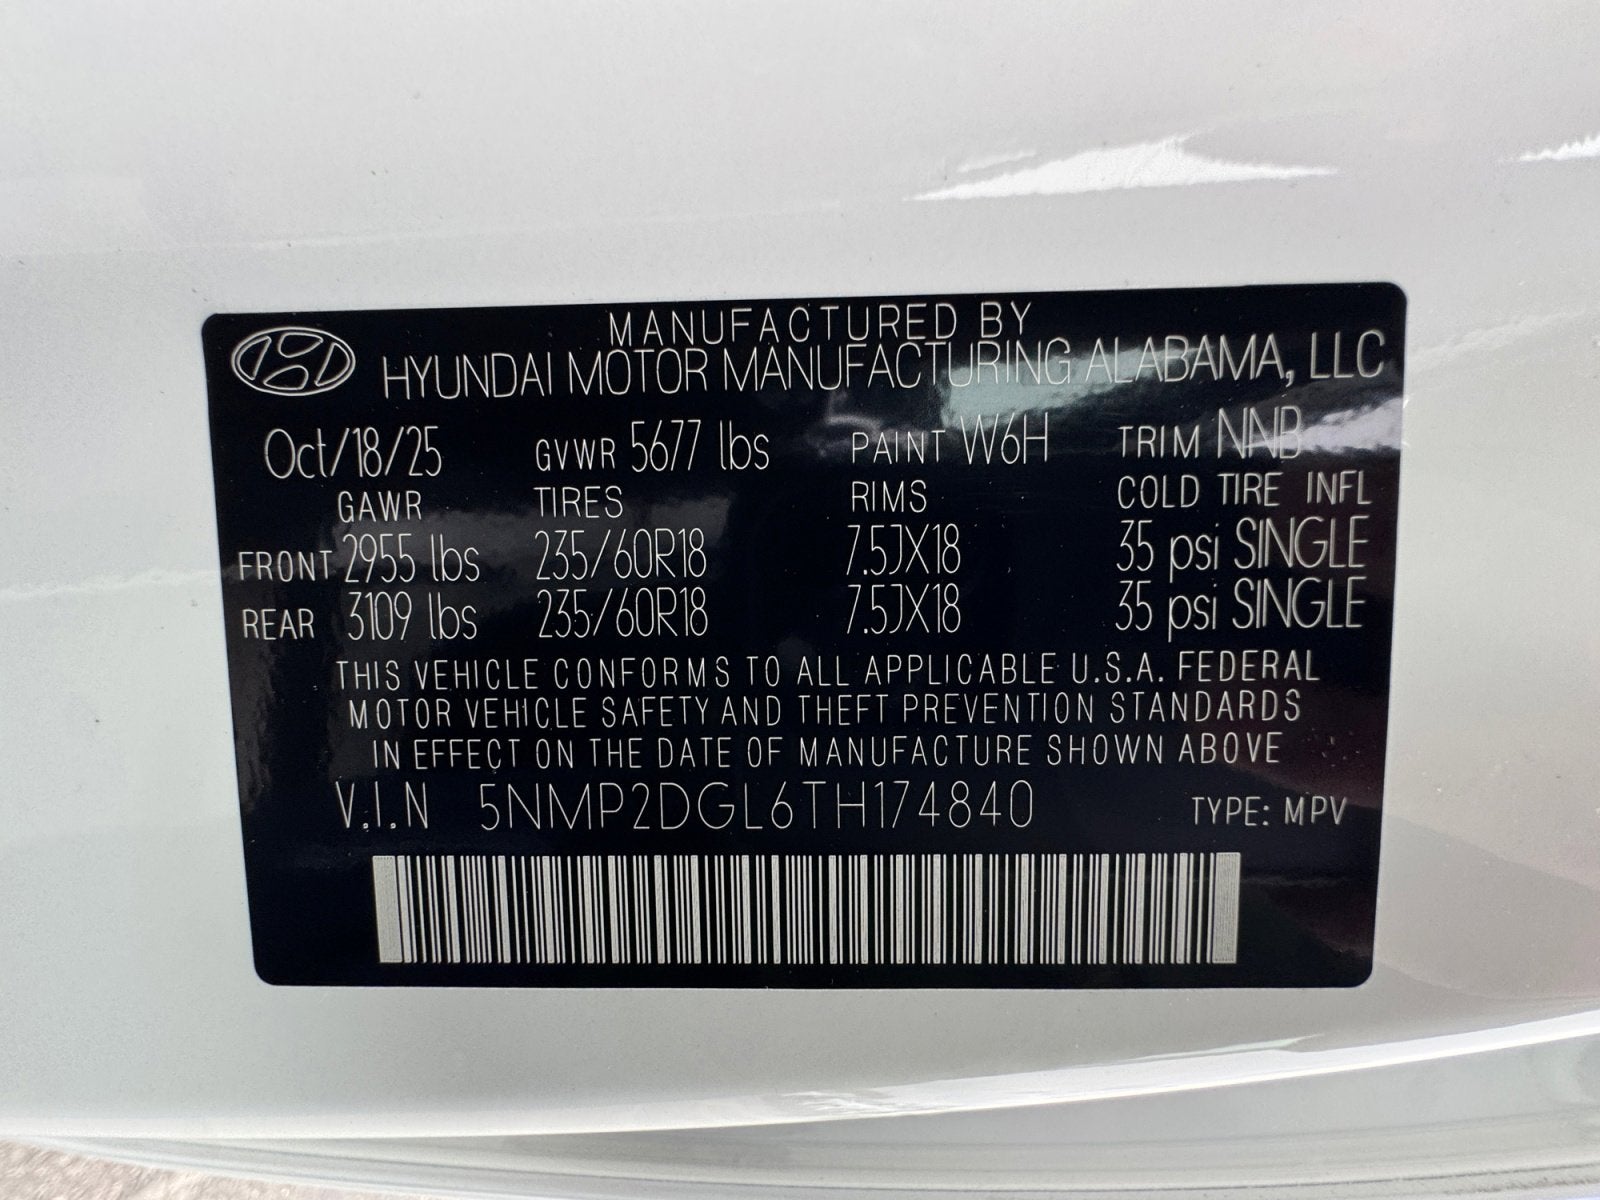 MANUFACTURED BY
HYUNDAI MOTOR MANUFACTURING ALABAMA, LLC
Oct/18/25 GVWR 5677 lbs PAINT W6H TRIM NNB
GAWR TIRES RIMS COLD TIRE INFL
FRONT 2955 lbs 235/60R18 7.5JX18 35 psi SINGLE
REAR 3109 lbs 235/60R18 7.5JX18 35 psi SINGLE
THIS VEHICLE CONFORMS TO ALL APPLICABLE U.S.A. FEDERAL
MOTOR VEHICLE SAFETY AND THEFT PREVENTION STANDARDS
IN EFFECT ON THE DATE OF MANUFACTURE SHOWN ABOVE
V.I.N 5NMP2DGL6TH174840 TYPE: MPV